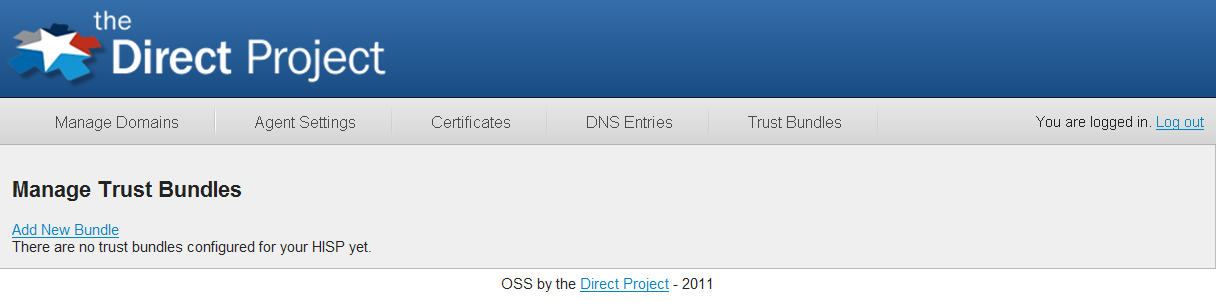 the
Direct Project
Manage Domains Agent Settings Certificates DNS Entries Trust Bundles You are logged in. Log out
Manage Trust Bundles
Add New Bundle
There are no trust bundles configured for your HISP yet.
OSS by the Direct Project - 2011